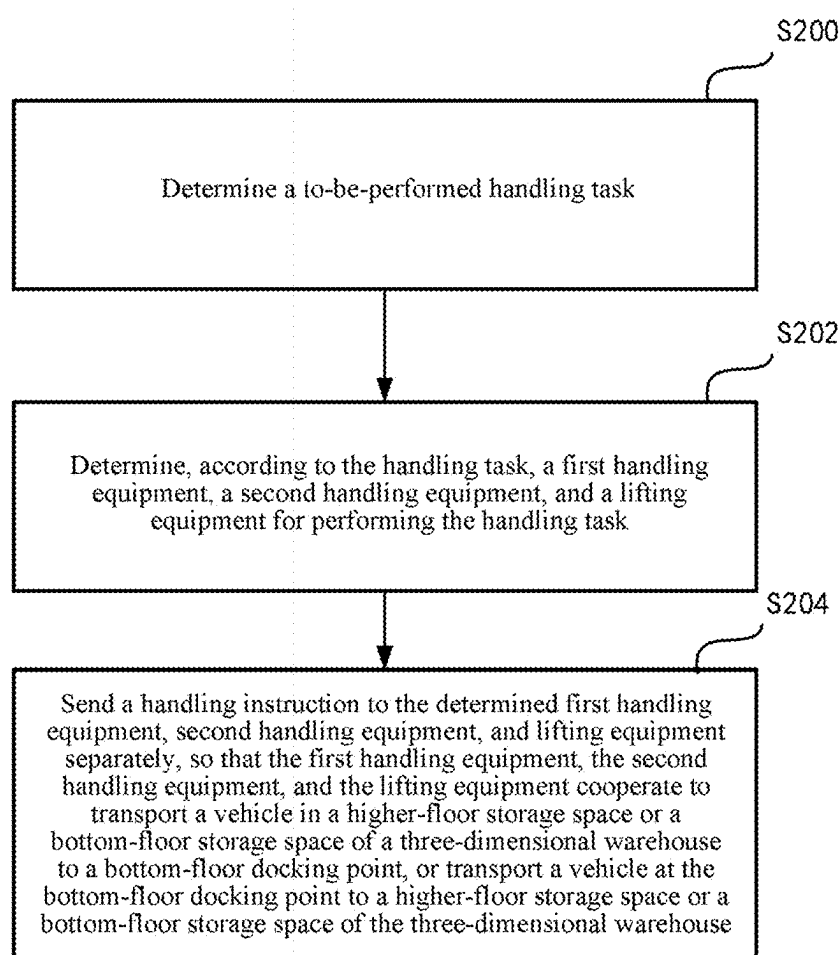 S200
Determine a to-be-performed handling task
S202
Determine, according to the handling task, a first handling
equipment, a second handling equipment, and a lifting
equipment for performing the handling task
S204
Send a handling instruction to the determined first handling
equipment, second handling equipment, and lifting equipment
separately, so that the first handling equipment, the second
handling equipment, and the lifting equipment cooperate to
transport a vehicle in a higher-floor storage space or a
bottom-floor storage space of a three-dimensional warehouse
to a bottom-floor docking point, or transport a vehicle at the
bottom-floor docking point to a higher-floor storage space or a
bottom-floor storage space of the three-dimensional warehouse